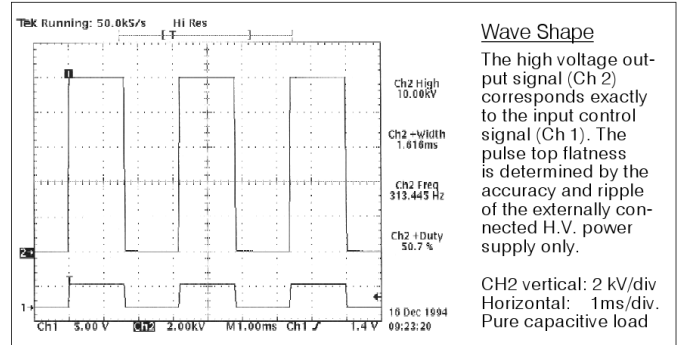 Tek Running: 50.0kS/s Hi Res
[ T ]
1
Ch2 High
10.00kV
Ch2 +Width
1.616ms
Ch2 Freq
313.445 Hz
Ch2 +Duty
50.7 %
2
T
1
16 Dec 1994
09:23:20
Ch1 5.00 V Ch2 2.00kV M1.00ms Ch1 1.4 V
Wave Shape
The high voltage out-
put signal (Ch 2)
corresponds exactly
to the input control
signal (Ch 1). The
pulse top flatness
is determined by the
accuracy and ripple
of the externally con-
nected H.V. power
supply only.
CH2 vertical: 2 kV/div
Horizontal: 1ms/div.
Pure capacitive load